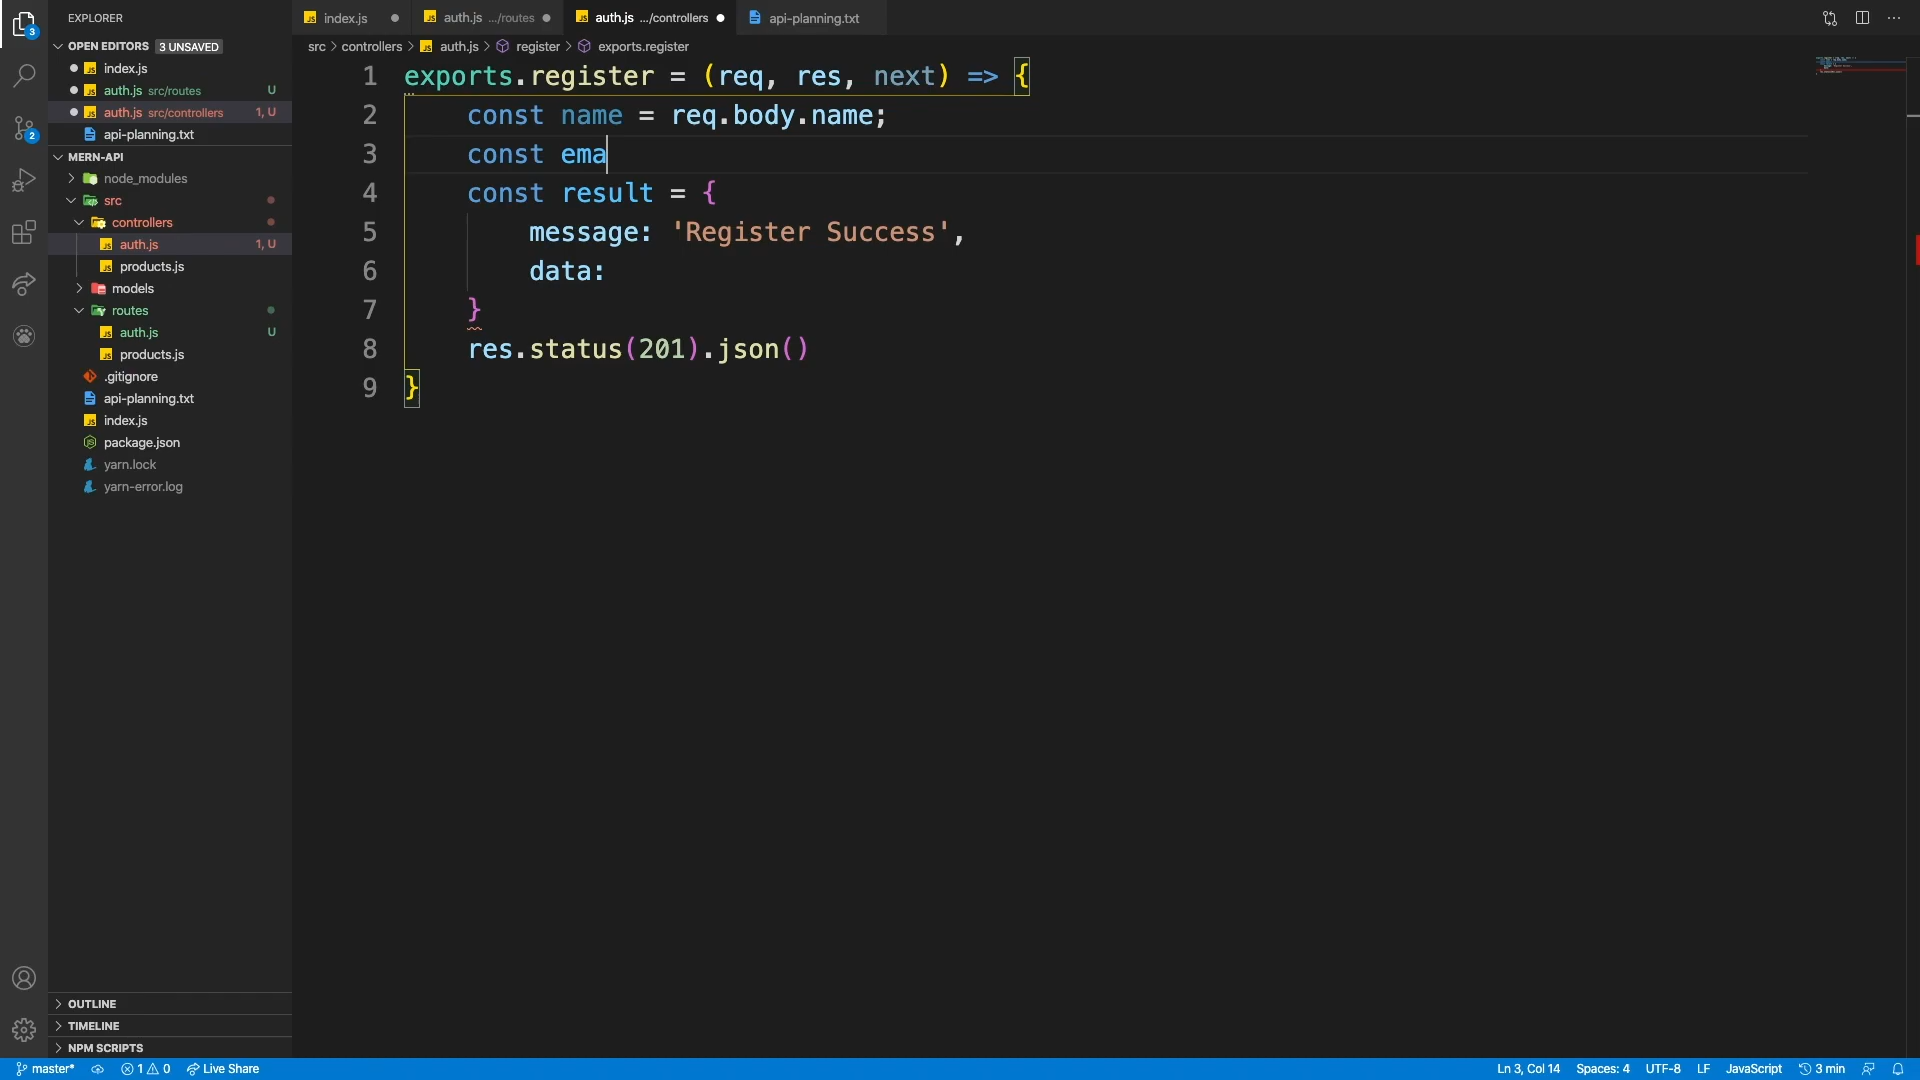 EXPLORER
index.js
auth.js .../routes
auth.js .../controllers
api-planning.txt
OPEN EDITORS 3 UNSAVED
src > controllers > auth.js > register > exports.register
index.js
auth.js src/routes U
auth.js src/controllers 1, U
api-planning.txt
MERN-API
node_modules
src
controllers
auth.js 1, U
products.js
models
routes
auth.js U
products.js
.gitignore
api-planning.txt
index.js
package.json
yarn.lock
yarn-error.log
1 exports.register = (req, res, next) => {
2 const name = req.body.name;
3 const ema
4 const result = {
5 message: 'Register Success',
6 data:
7 }
8 res.status(201).json()
9 }
3
2
OUTLINE
TIMELINE
NPM SCRIPTS
master* 1 0 Live Share Ln 3, Col 14 Spaces: 4 UTF-8 LF JavaScript 3 min